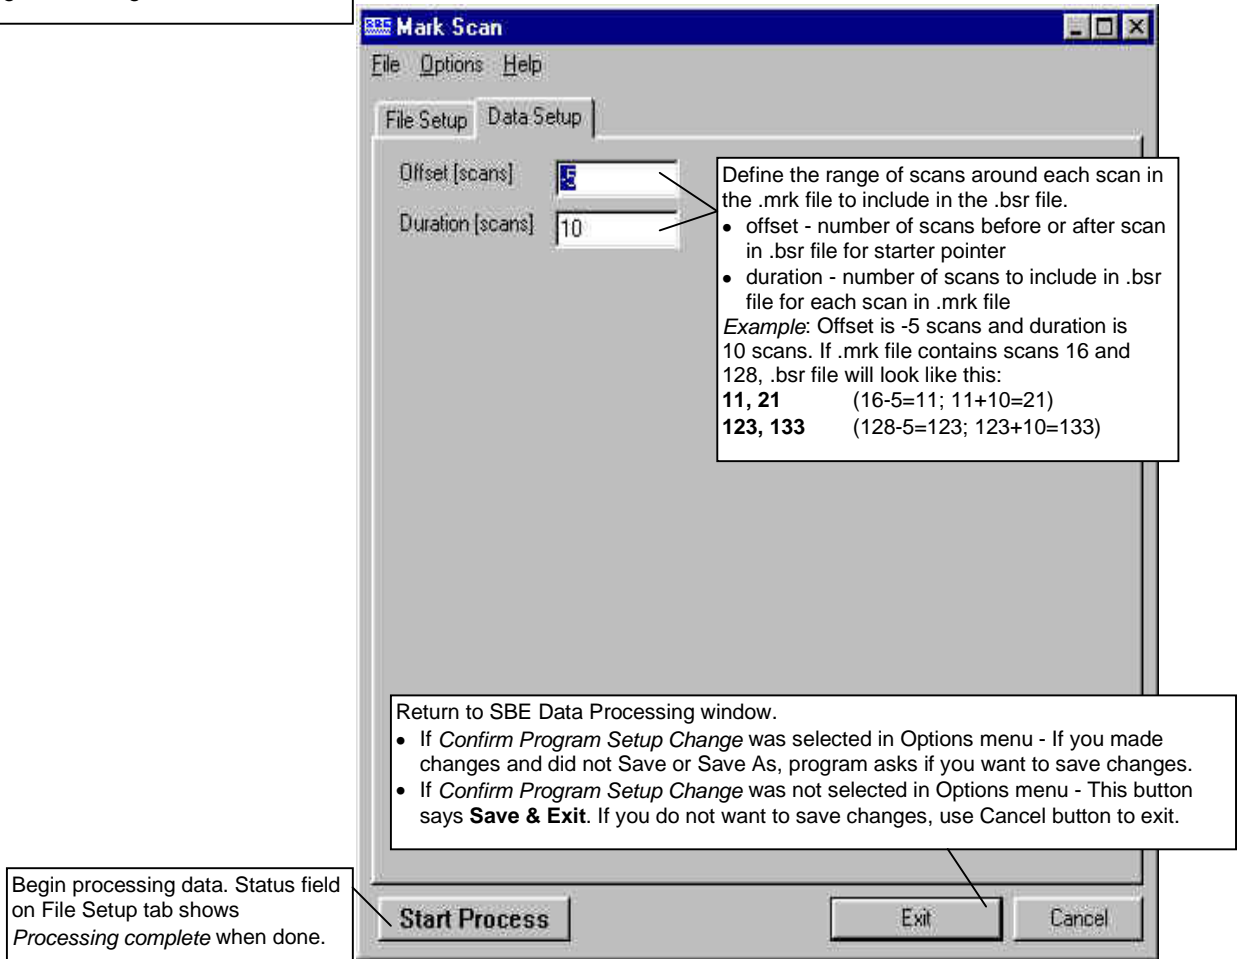 SBE Mark Scan
File Options Help
File Setup Data Setup
Offset [scans] -5
Duration [scans] 10
Define the range of scans around each scan in
the .mrk file to include in the .bsr file.
• offset - number of scans before or after scan
in .bsr file for starter pointer
• duration - number of scans to include in .bsr
file for each scan in .mrk file
Example: Offset is -5 scans and duration is
10 scans. If .mrk file contains scans 16 and
128, .bsr file will look like this:
11, 21 (16-5=11; 11+10=21)
123, 133 (128-5=123; 123+10=133)
Return to SBE Data Processing window.
• If Confirm Program Setup Change was selected in Options menu - If you made
changes and did not Save or Save As, program asks if you want to save changes.
• If Confirm Program Setup Change was not selected in Options menu - This button
says Save & Exit. If you do not want to save changes, use Cancel button to exit.
Begin processing data. Status field
on File Setup tab shows
Processing complete when done.
Start Process Exit Cancel